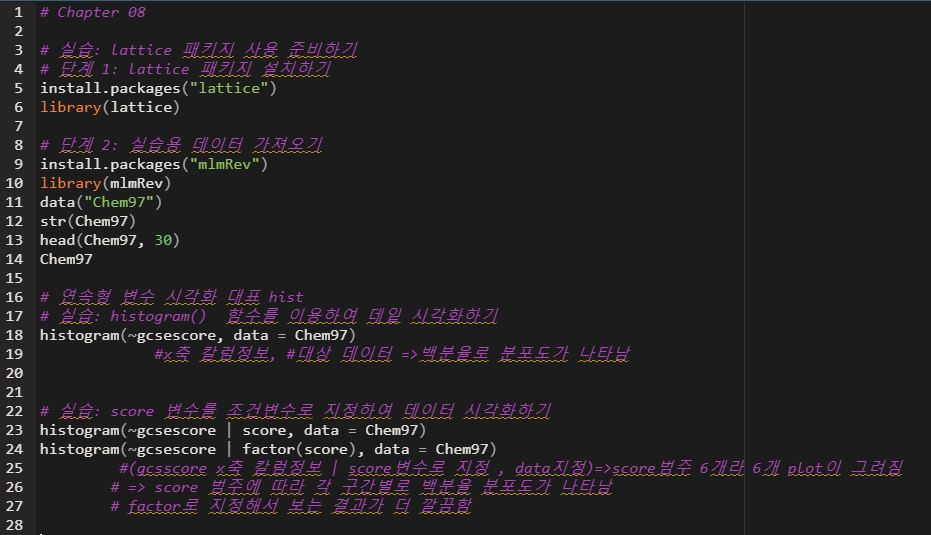 1 # Chapter 08
2
3 # 실습: lattice 패키지 사용 준비하기
4 # 단계 1: lattice 패키지 설치하기
5 install.packages("lattice")
6 library(lattice)
7
8 # 단계 2: 실습용 데이터 가져오기
9 install.packages("mlmRev")
10 library(mlmRev)
11 data("Chem97")
12 str(Chem97)
13 head(Chem97, 30)
14 Chem97
15
16 # 연속형 변수 시각화 대표 hist
17 # 실습: histogram() 함수를 이용하여 데일 시각화하기
18 histogram(~gcsescore, data = Chem97)
19 #x축 칼럼정보, #대상 데이터 =>백분율로 분포도가 나타남
20
21
22 # 실습: score 변수를 조건변수로 지정하여 데이터 시각화하기
23 histogram(~gcsescore | score, data = Chem97)
24 histogram(~gcsescore | factor(score), data = Chem97)
25 #(gcsscore x축 칼럼정보 | score변수로 지정 , data지정)=>score범주 6개라 6개 plot이 그려짐
26 # => score 범주에 따라 각 구간별로 백분율 분포도가 나타남
27 # factor로 지정해서 보는 결과가 더 깔끔함
28